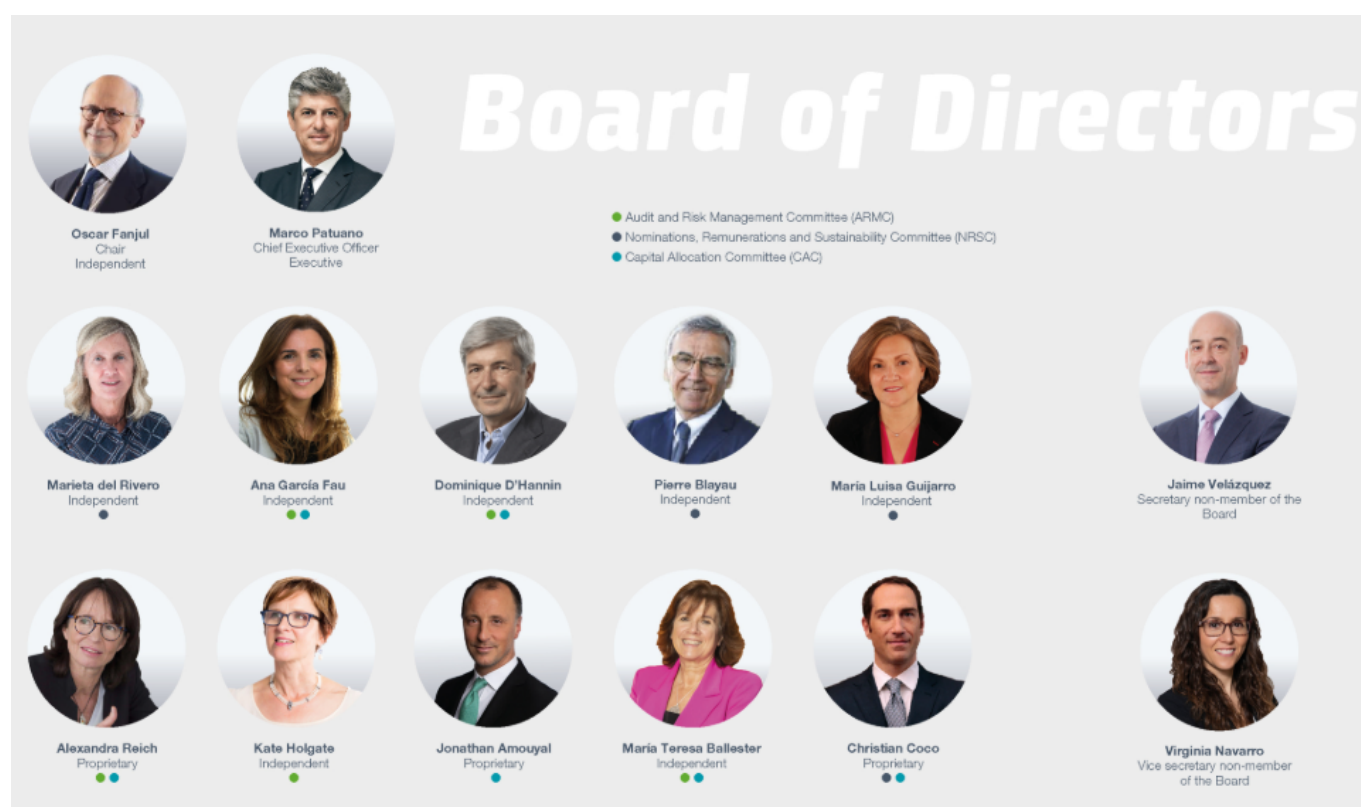 Board of Directors
Oscar Fanjul
Chair
Independent
Marco Patuano
Chief Executive Officer
Executive
Audit and Risk Management Committee (ARMC)
Nominations, Remunerations and Sustainability Committee (NRSC)
Capital Allocation Committee (CAC)
Marieta del Rivero
Independent
Ana García Fau
Independent
Dominique D'Hannin
Independent
Pierre Blayau
Independent
María Luisa Guijarro
Independent
Jaime Velázquez
Secretary non-member of the
Board
Alexandra Reich
Proprietary
Kate Holgate
Independent
Jonathan Amouyal
Proprietary
María Teresa Ballester
Independent
Christian Coco
Proprietary
Virginia Navarro
Vice secretary non-member
of the Board